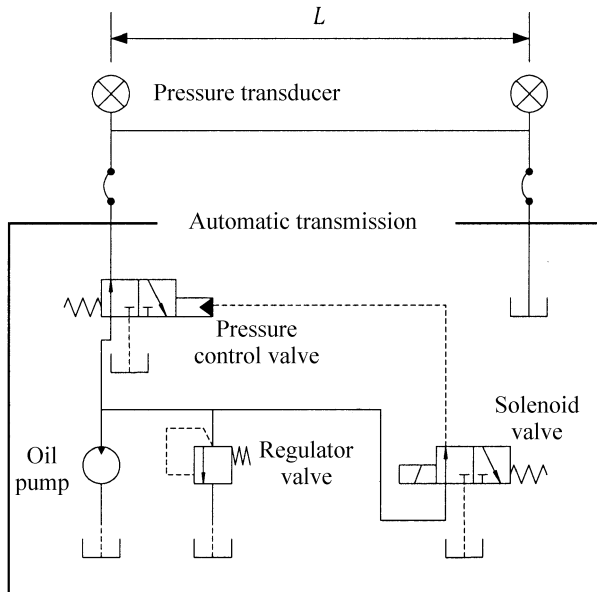 L
Pressure transducer
Automatic transmission
Pressure
control valve
Solenoid
valve
Oil
pump
Regulator
valve